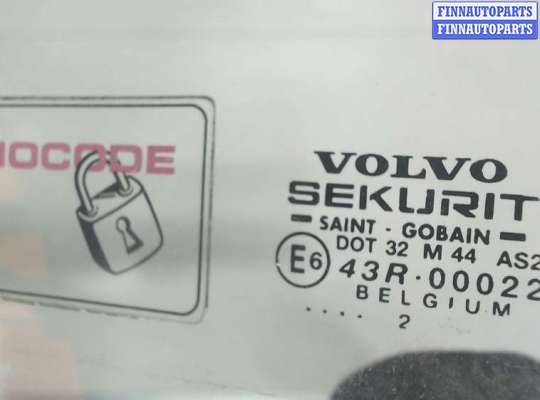 FINNAUTOPARTS
FINNAUTOPARTS
OCODE
VOLVO
SEKURIT
SAINT - GOBAIN
DOT 32 M 44 AS2
E6 43R-00022
BELGIUM
.... 2